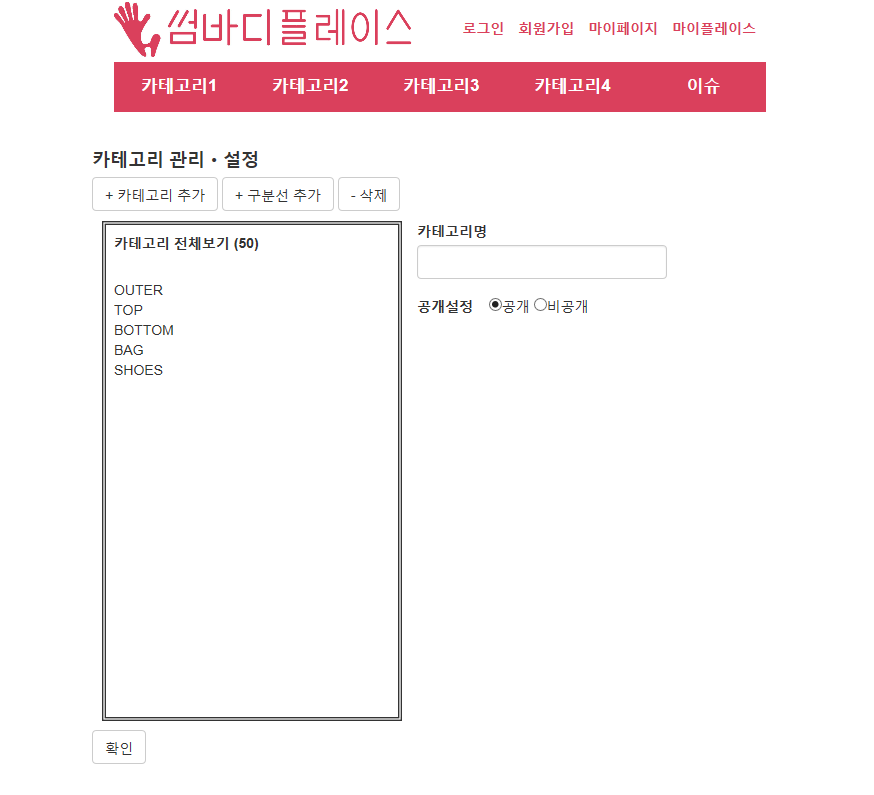 썸바디플레이스
로그인 회원가입 마이페이지 마이플레이스
카테고리1 카테고리2 카테고리3 카테고리4 이슈
카테고리 관리 • 설정
+ 카테고리 추가 + 구분선 추가 - 삭제
카테고리 전체보기 (50)
OUTER
TOP
BOTTOM
BAG
SHOES
카테고리명
공개설정 공개 비공개
확인